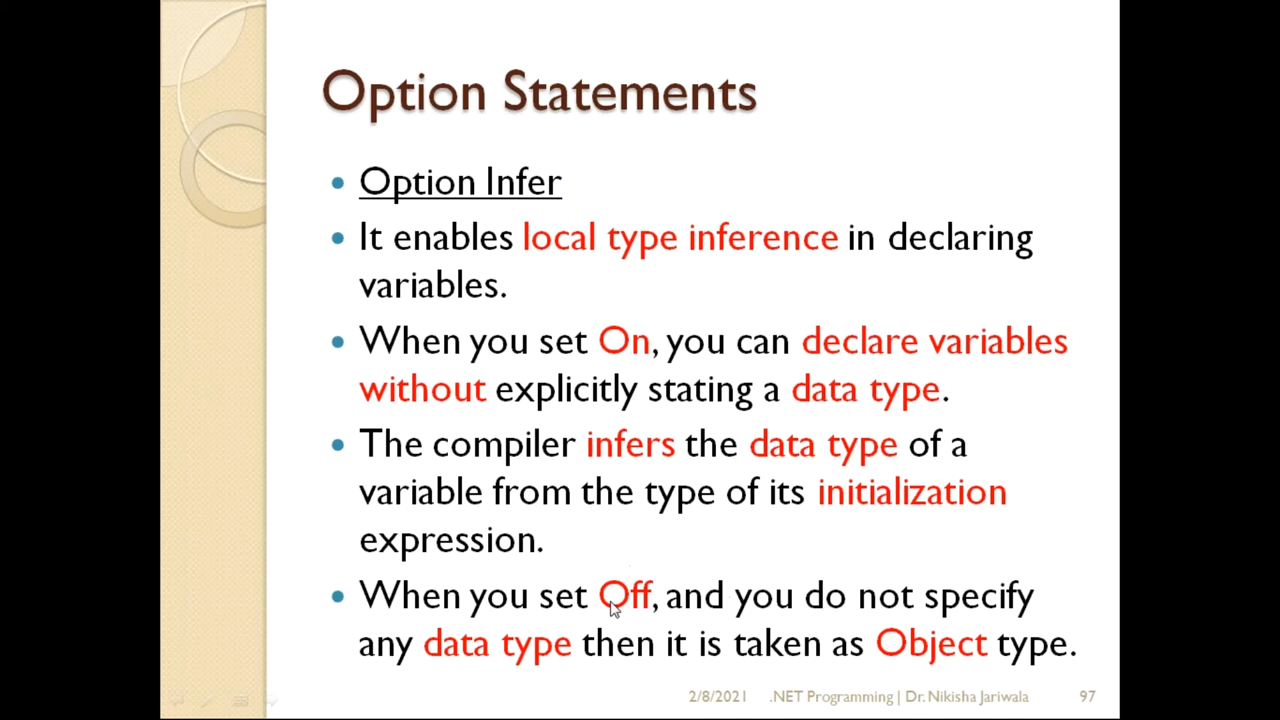 Option Statements
Option Infer
It enables local type inference in declaring
variables.
When you set On, you can declare variables
without explicitly stating a data type.
The compiler infers the data type of a
variable from the type of its initialization
expression.
When you set Off, and you do not specify
any data type then it is taken as Object type.
2/8/2021 .NET Programming | Dr. Nikisha Jariwala 97